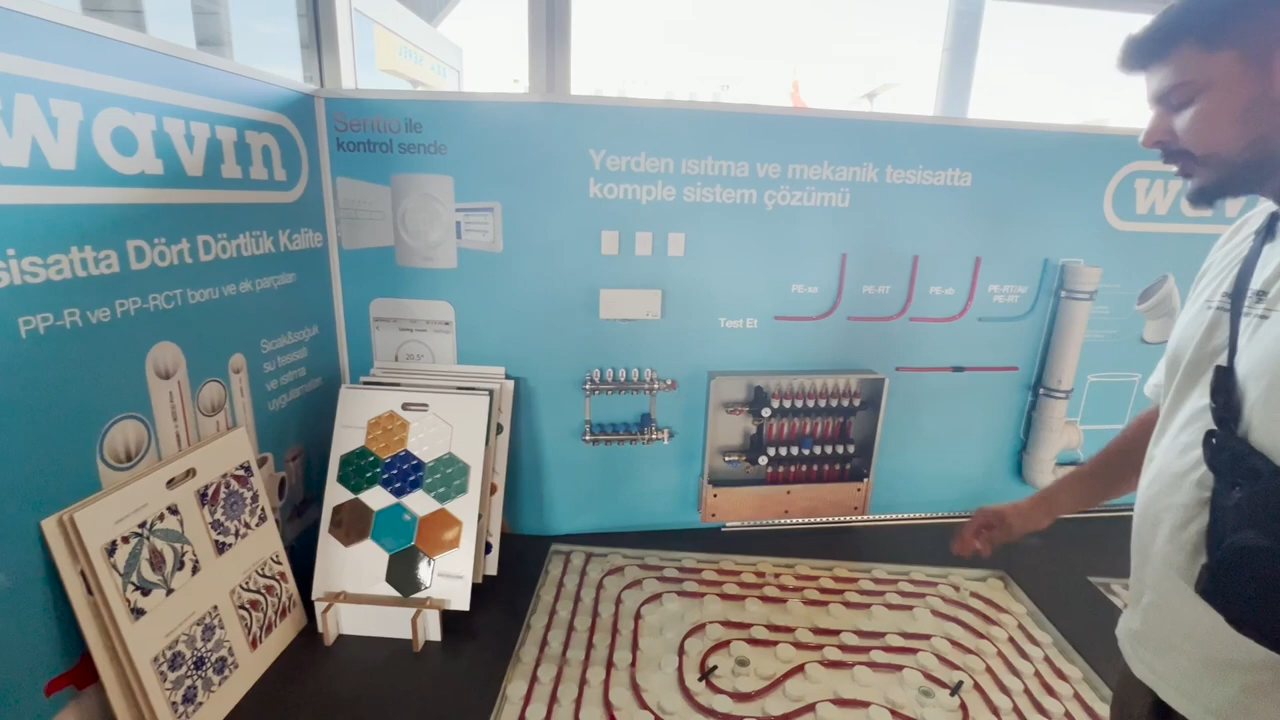 wavin
sisatta Dört Dörtlük Kalite
PP-R ve PP-RCT boru ve ek parçaları
Sıcak&soğuk
su tesisatı
ve ısıtma
uygulamaları
Sentio ile
kontrol sende
20.5°
Yerden ısıtma ve mekanik tesisatta
komple sistem çözümü
Test Et
PE-xa
PE-RT
PE-xb
PE-RT/Al/
PE-RT
wav